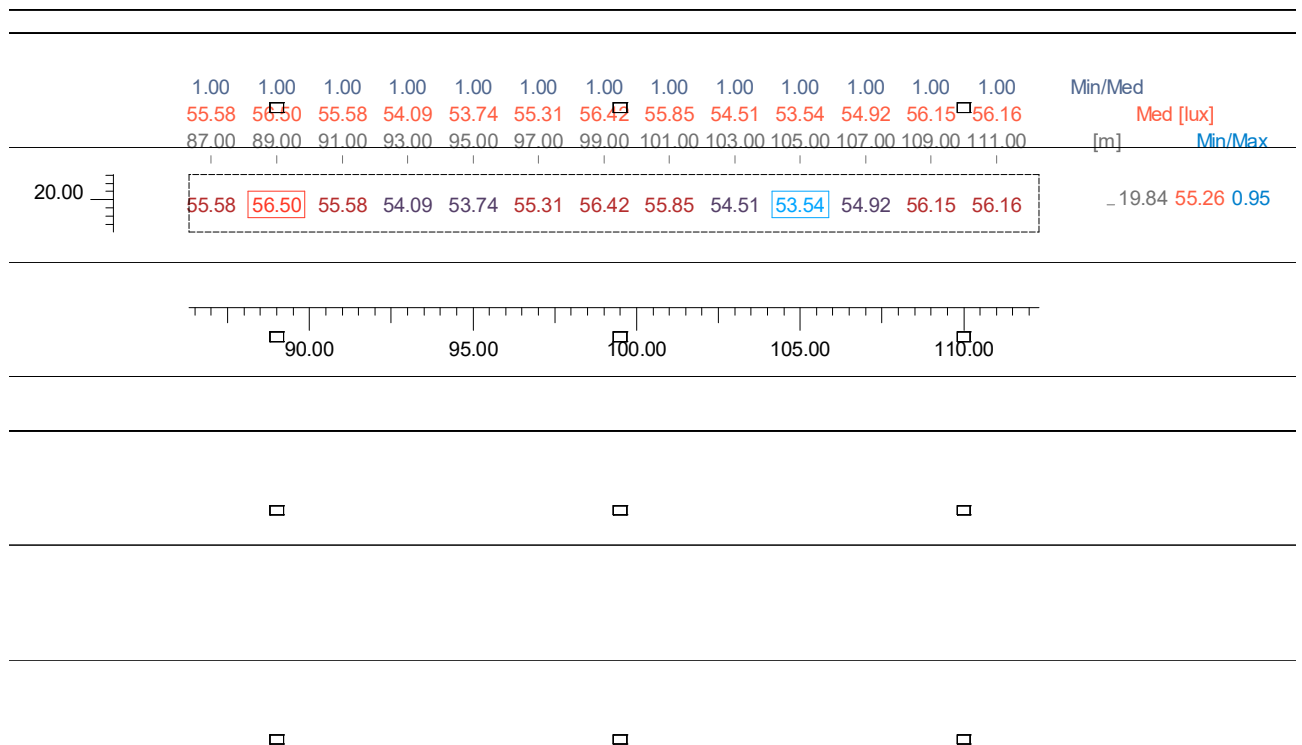 1.00 1.00 1.00 1.00 1.00 1.00 1.00 1.00 1.00 1.00 1.00 1.00 1.00 Min/Med
55.58 56.50 55.58 54.09 53.74 55.31 56.42 55.85 54.51 53.54 54.92 56.15 56.16 Med [lux]
87.00 89.00 91.00 93.00 95.00 97.00 99.00 101.00 103.00 105.00 107.00 109.00 111.00 [m] Min/Max
20.00 55.58 56.50 55.58 54.09 53.74 55.31 56.42 55.85 54.51 53.54 54.92 56.15 56.16 19.84 55.26 0.95
90.00 95.00 100.00 105.00 110.00